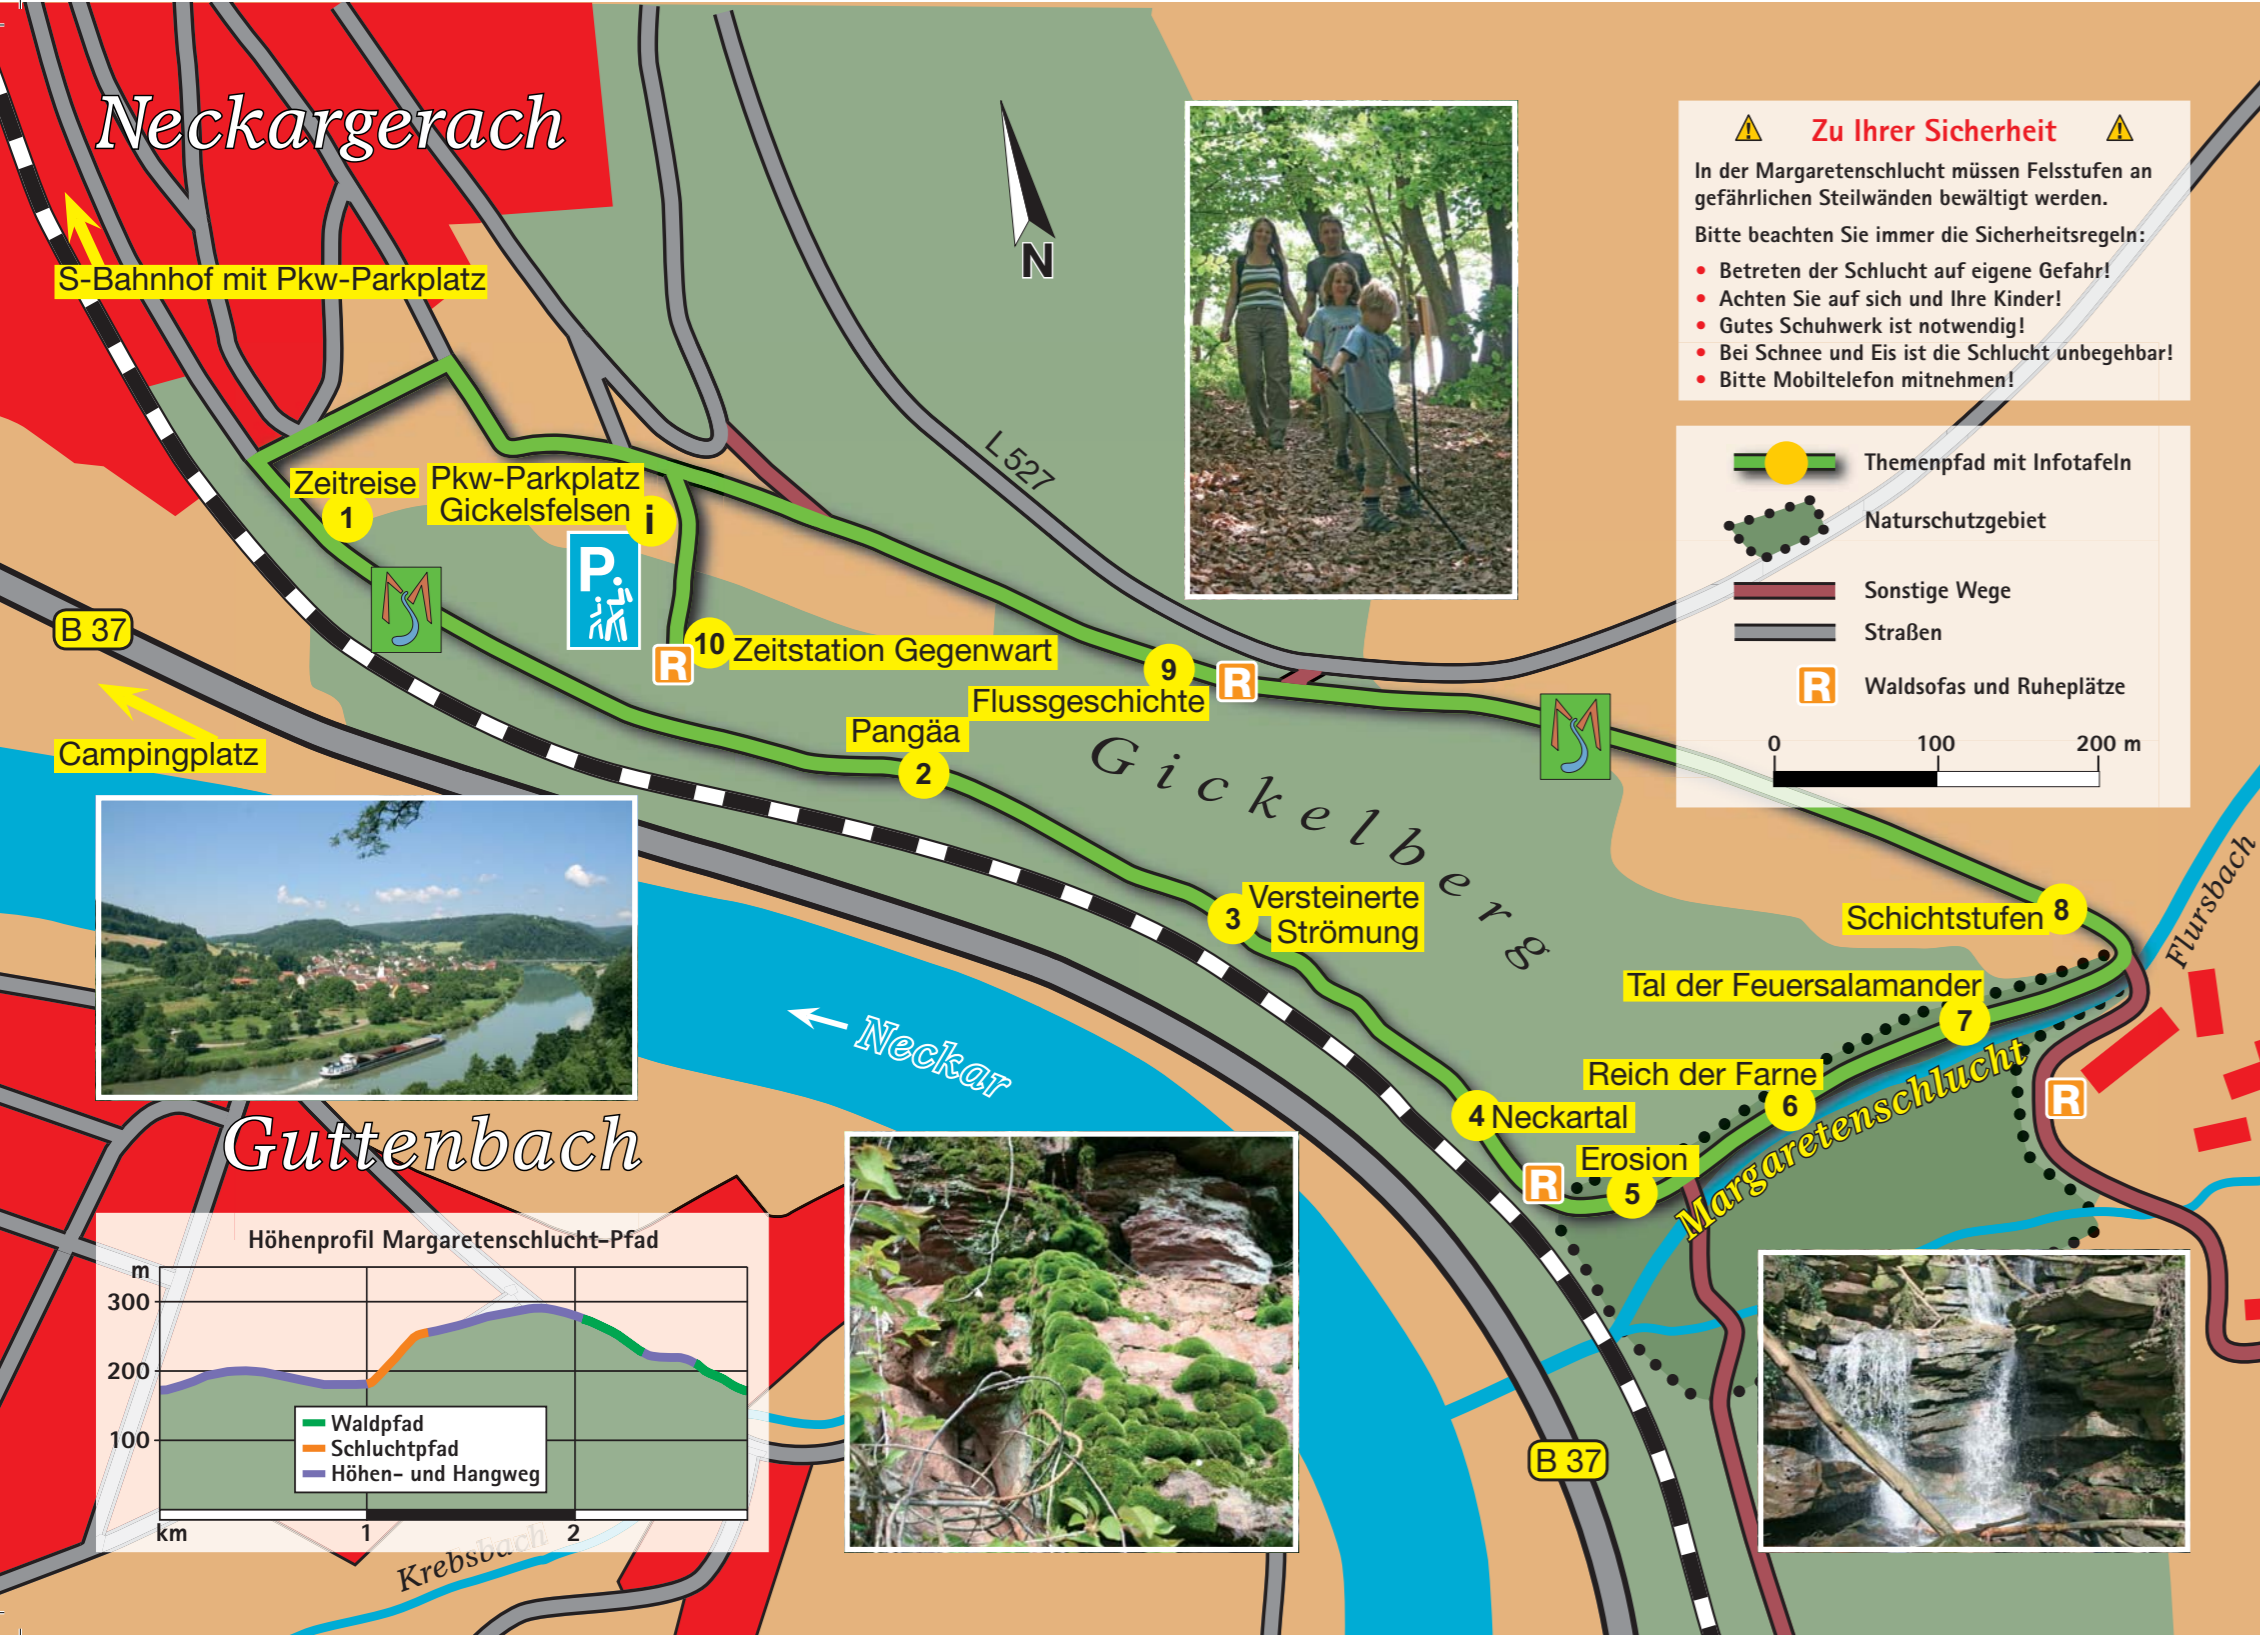 Neckargerach
S-Bahnhof mit Pkw-Parkplatz
N
Zu Ihrer Sicherheit
In der Margaretenschlucht müssen Felsstufen an
gefährlichen Steilwänden bewältigt werden.
Bitte beachten Sie immer die Sicherheitsregeln:
• Betreten der Schlucht auf eigene Gefahr!
• Achten Sie auf sich und Ihre Kinder!
• Gutes Schuhwerk ist notwendig!
• Bei Schnee und Eis ist die Schlucht unbegehbar!
• Bitte Mobiltelefon mitnehmen!
Themenpfad mit Infotafeln
Naturschutzgebiet
Sonstige Wege
Straßen
R Waldsofas und Ruheplätze
0 100 200 m
L 527
Zeitreise
1
Pkw-Parkplatz
Gickelsfelsen
i
P
M
B 37
Campingplatz
R
10 Zeitstation Gegenwart
9
Flussgeschichte
R
M
Pangäa
2
Gickelberg
3
Versteinerte
Strömung
Schichtstufen 8
Flursbach
Tal der Feuersalamander
7
Reich der Farne
6
R
Margaretenschlucht
4 Neckartal
Erosion
5
R
Neckar
B 37
Guttenbach
Höhenprofil Margaretenschlucht-Pfad
m
300
200
100
Waldpfad
Schluchtpfad
Höhen- und Hangweg
km 1 2
Krebsbach